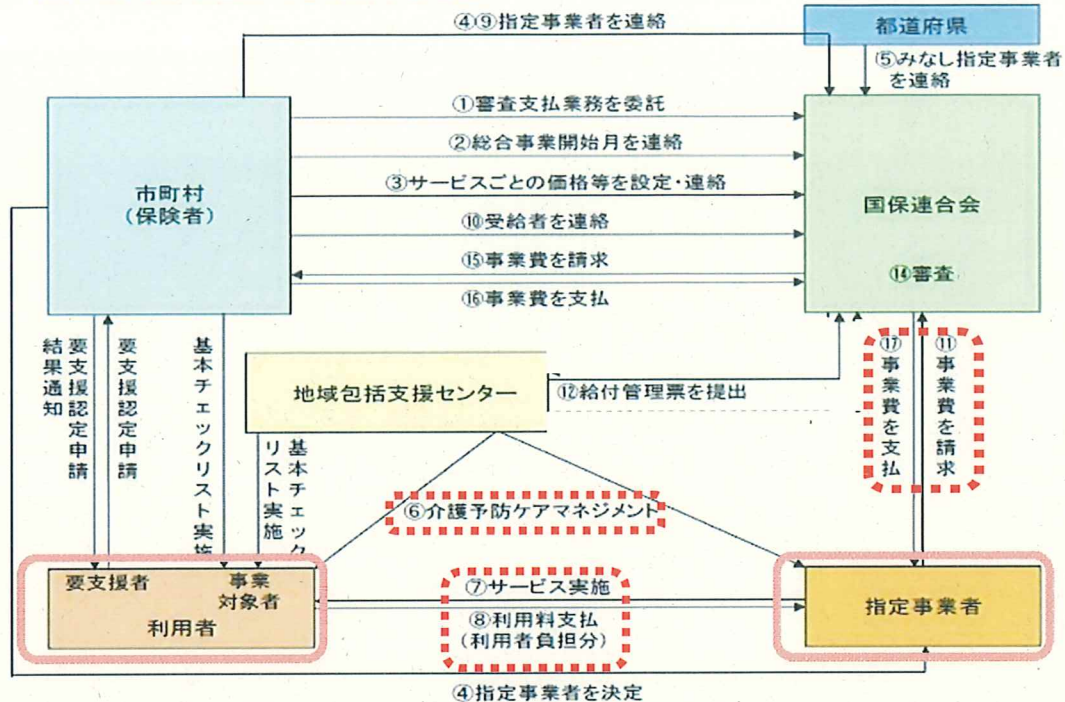 ④⑨指定事業者を連絡
都道府県
⑤みなし指定事業者
を連絡
①審査支払業務を委託
②総合事業開始月を連絡
市町村
(保険者)
③サービスごとの価格等を設定・連絡
国保連合会
⑩受給者を連絡
⑮事業費を請求
⑭審査
⑯事業費を支払
要支援認定申請
結果通知
要支援認定申請
基本チェックリスト実施
地域包括支援センター
⑫給付管理票を提出
⑰事業費を支払
⑪事業費を請求
基本チェック
リスト実施
⑥介護予防ケアマネジメント
要支援者
事業
対象者
利用者
⑦サービス実施
⑧利用料支払
(利用者負担分)
指定事業者
④指定事業者を決定